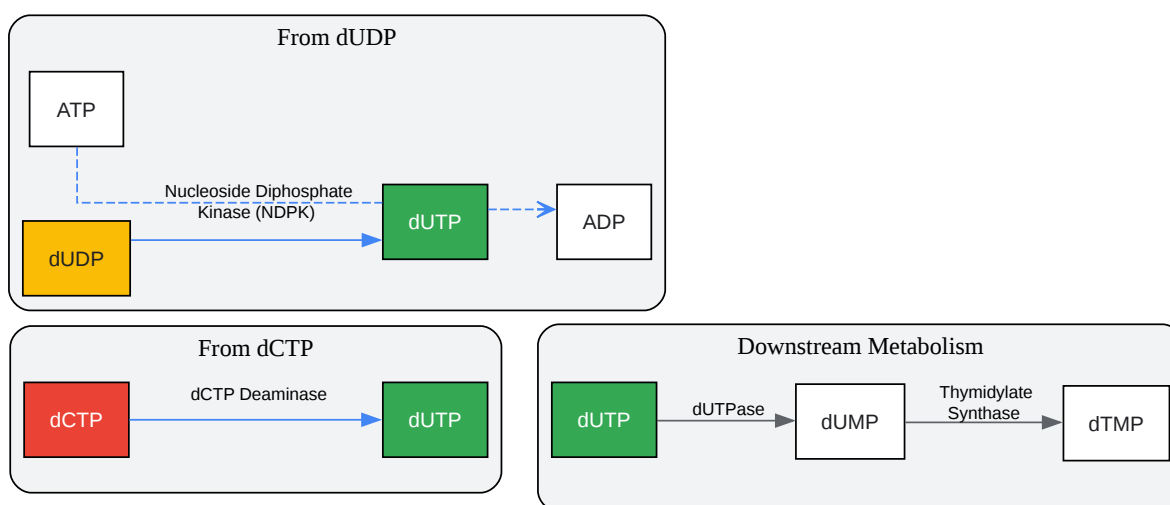 From dUDP
ATP
Nucleoside Diphosphate
Kinase (NDPK)
dUTP
ADP
dUDP
From dCTP
dCTP
dCTP Deaminase
dUTP
Downstream Metabolism
dUTP
dUTPase
dUMP
Thymidylate
Synthase
dTMP